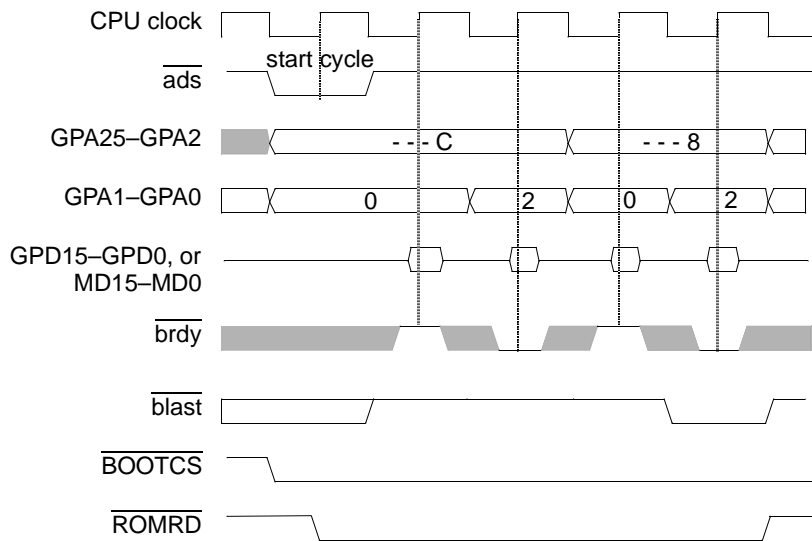 CPU clock
start cycle
ads
GPA25–GPA2
- - - C
- - - 8
GPA1–GPA0
0
2
0
2
GPD15–GPD0, or
MD15–MD0
brdy
blast
BOOTCS
ROMRD